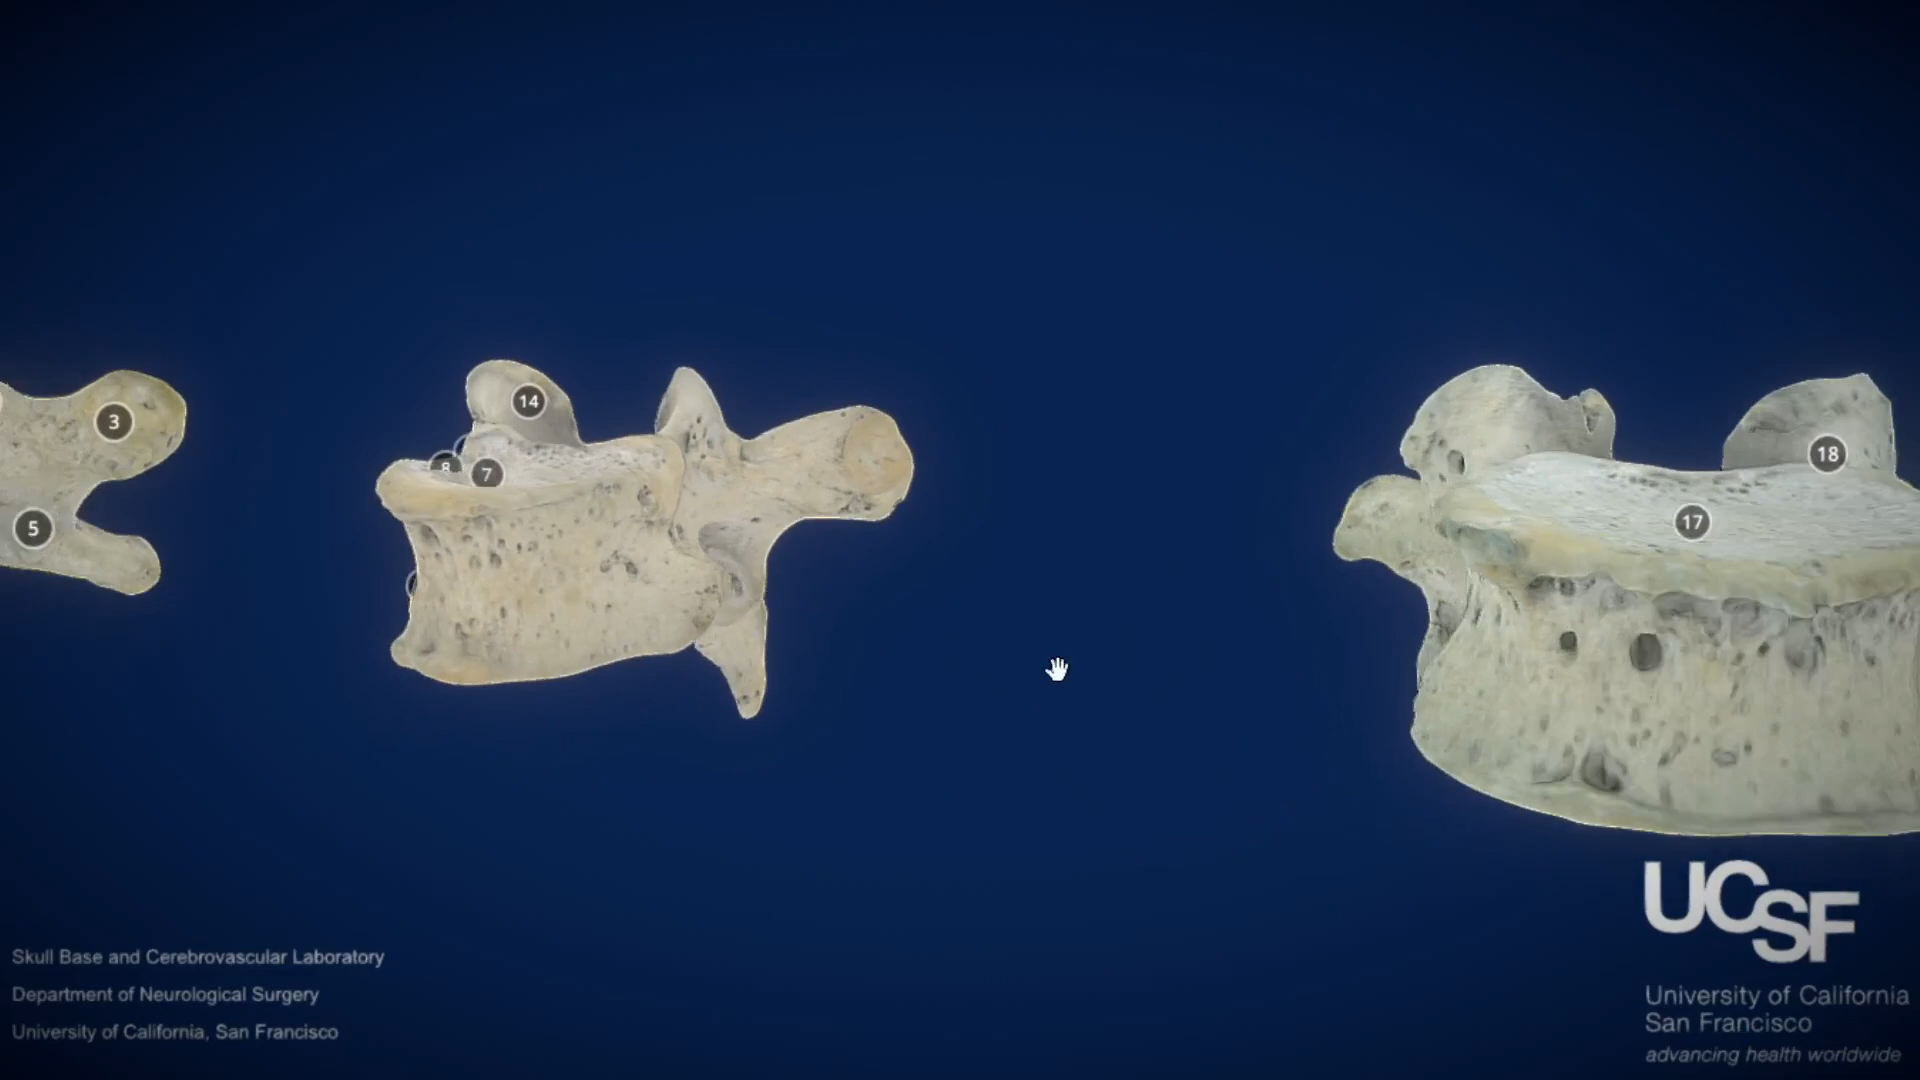 3
14
8
7
5
18
17
UCSF
Skull Base and Cerebrovascular Laboratory
Department of Neurological Surgery
University of California, San Francisco
University of California
San Francisco
advancing health worldwide